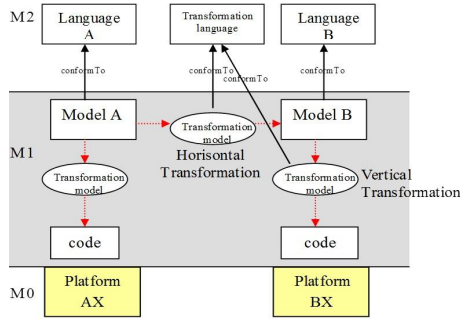 M2
Language
A
Transformation
language
Language
B
conformTo
conformTo
conformTo
conformTo
M1
Model A
Transformation
model
Model B
Horisontal
Transformation
Transformation
model
Transformation
model
Vertical
Transformation
code
code
M0
Platform
AX
Platform
BX